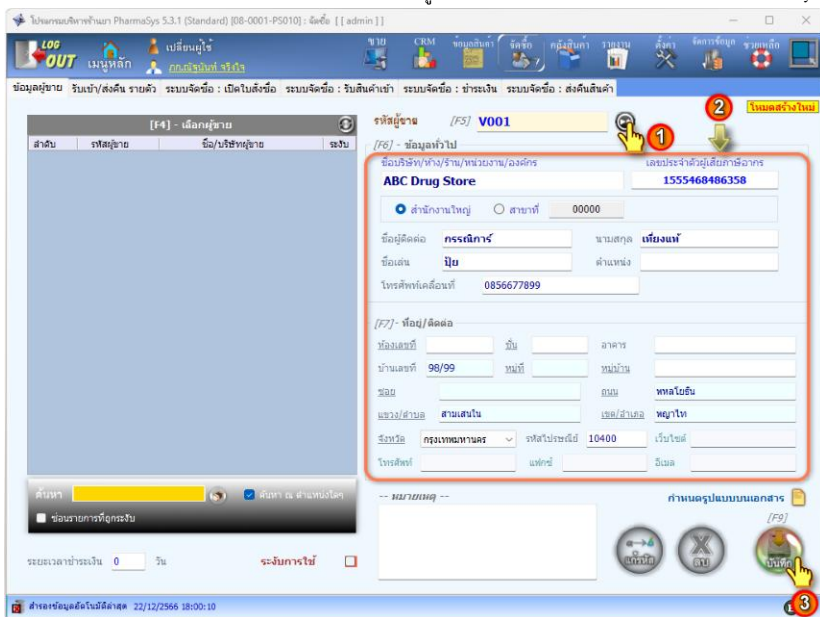 โปรแกรมบริหารร้านยา PharmaSys 5.3.1 (Standard) [08-0001-PS010] : จัดซื้อ [ [ admin ] ]
LOG OUT เมนูหลัก เปลี่ยนผู้ใช้ ขาย CRM ข้อมูลสินค้า จัดซื้อ คลังสินค้า รายงาน ตั้งค่า จัดการข้อมูล ช่วยเหลือ
ข้อมูลผู้ขาย รับเข้า/ส่งคืน รายตัว ระบบจัดซื้อ : เปิดใบสั่งซื้อ ระบบจัดซื้อ : รับสินค้าเข้า ระบบจัดซื้อ : ชำระเงิน ระบบจัดซื้อ : ส่งคืนสินค้า
2 โหมดสร้างใหม่
[F4] - เลือกผู้ขาย
ลำดับ รหัสผู้ขาย ชื่อ/บริษัทผู้ขาย ระงับ
รหัสผู้ขาย [F5] V001 1
[F6] - ข้อมูลทั่วไป
ชื่อบริษัท/ห้าง/ร้าน/หน่วยงาน/องค์กร เลขประจำตัวผู้เสียภาษีอากร
ABC Drug Store 1555468486358
สำนักงานใหญ่ สาขาที่ 00000
ชื่อผู้ติดต่อ กรรณิการ์ นามสกุล เที่ยงแท้
ชื่อเล่น ปุ้ย ตำแหน่ง
โทรศัพท์เคลื่อนที่ 0856677899
[F7] - ที่อยู่/ติดต่อ
ห้องเลขที่ ชั้น อาคาร
บ้านเลขที่ 98/99 หมู่ที่ หมู่บ้าน
ซอย ถนน พหลโยธิน
แขวง/ตำบล สามเสนใน เขต/อำเภอ พญาไท
จังหวัด กรุงเทพมหานคร รหัสไปรษณีย์ 10400 เว็บไซต์
โทรศัพท์ แฟกซ์ อีเมล
ค้นหา ค้นหา ณ ตำแหน่งใดๆ
ซ่อนรายการที่ถูกระงับ
-- หมายเหตุ --
กำหนดรูปแบบบนเอกสาร
[F9]
แก้รหัส ลบ บันทึก
ระยะเวลาชำระเงิน 0 วัน ระงับการใช้
3
สำรองข้อมูลอัตโนมัติล่าสุด 22/12/2566 18:00:10